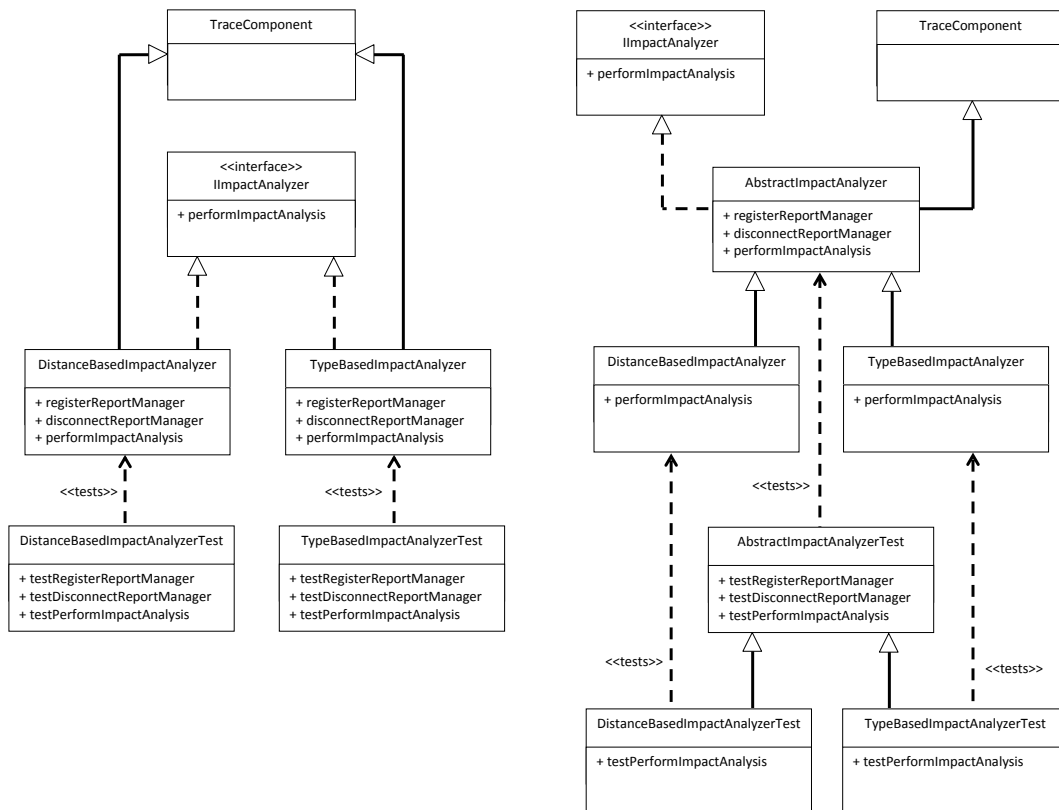 TraceComponent
<<interface>>
IImpactAnalyzer
+ performImpactAnalysis
DistanceBasedImpactAnalyzer
+ registerReportManager
+ disconnectReportManager
+ performImpactAnalysis
TypeBasedImpactAnalyzer
+ registerReportManager
+ disconnectReportManager
+ performImpactAnalysis
<<tests>>
<<tests>>
DistanceBasedImpactAnalyzerTest
+ testRegisterReportManager
+ testDisconnectReportManager
+ testPerformImpactAnalysis
TypeBasedImpactAnalyzerTest
+ testRegisterReportManager
+ testDisconnectReportManager
+ testPerformImpactAnalysis
<<interface>>
IImpactAnalyzer
+ performImpactAnalysis
TraceComponent
AbstractImpactAnalyzer
+ registerReportManager
+ disconnectReportManager
+ performImpactAnalysis
DistanceBasedImpactAnalyzer
+ performImpactAnalysis
TypeBasedImpactAnalyzer
+ performImpactAnalysis
<<tests>>
AbstractImpactAnalyzerTest
+ testRegisterReportManager
+ testDisconnectReportManager
+ testPerformImpactAnalysis
<<tests>>
<<tests>>
DistanceBasedImpactAnalyzerTest
+ testPerformImpactAnalysis
TypeBasedImpactAnalyzerTest
+ testPerformImpactAnalysis